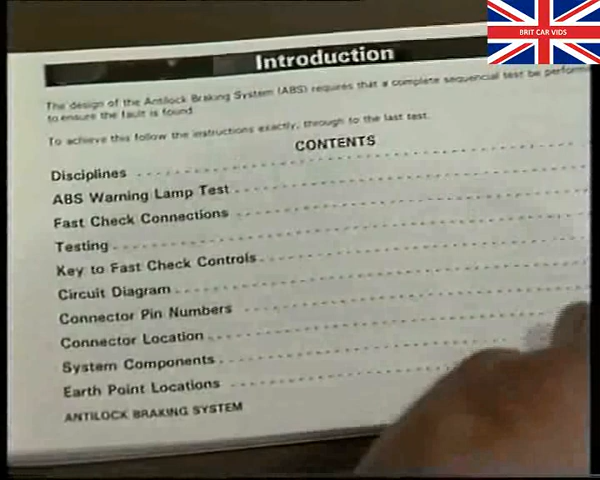 BRIT CAR VIDS
Introduction
The design of the Antilock Braking System (ABS) requires that a complete sequencial test be
to ensure the fault is found.
To achieve this follow the instructions exactly, through to the last test.
CONTENTS
Disciplines
ABS Warning Lamp Test
Fast Check Connections
Testing
Key to Fast Check Controls
Circuit Diagram
Connector Pin Numbers
Connector Location
System Components
Earth Point Locations
ANTILOCK BRAKING SYSTEM